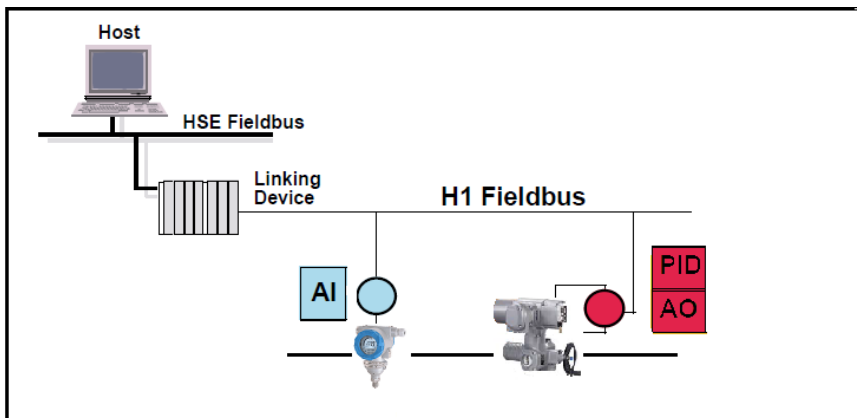 Host
HSE Fieldbus
Linking
Device
H1 Fieldbus
AI
PID
AO